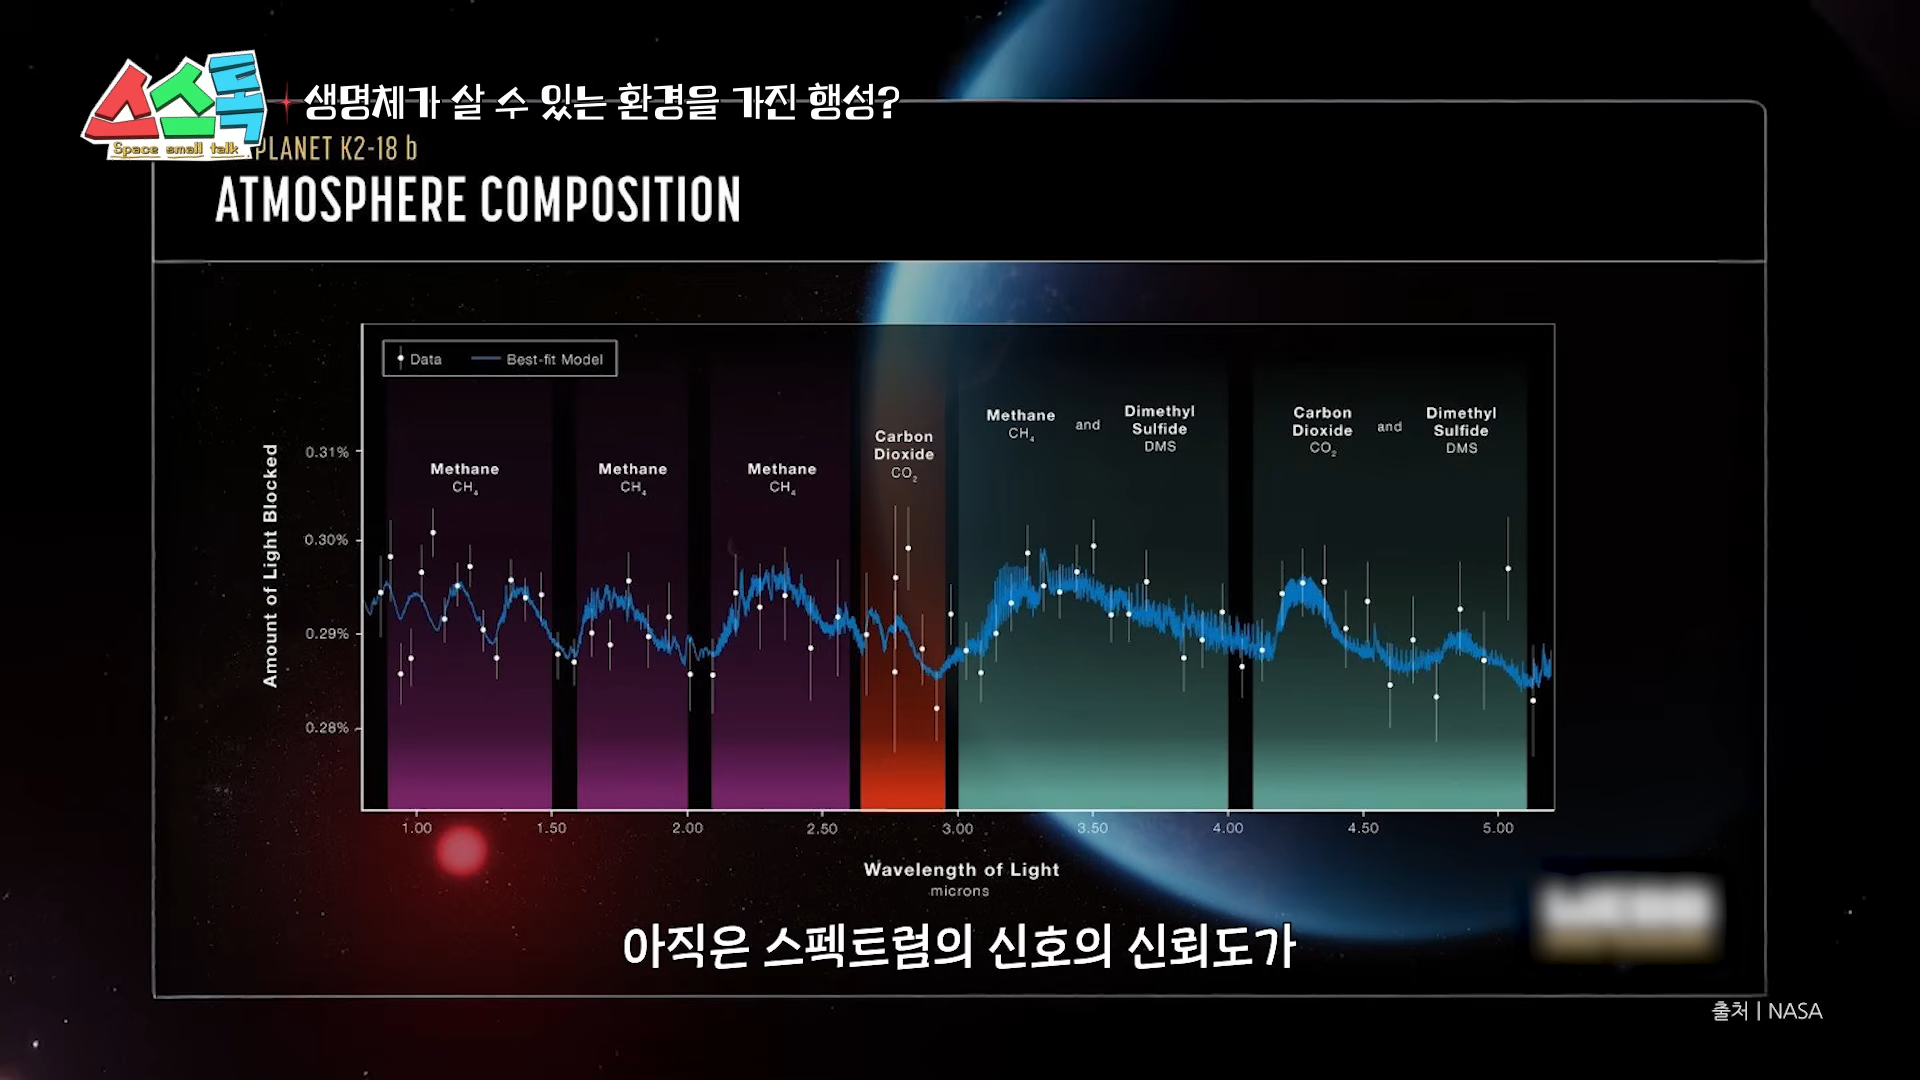 스스톡
Space small talk
생명체가 살 수 있는 환경을 가진 행성?
PLANET K2-18 b
ATMOSPHERE COMPOSITION
Data
Best-fit Model
Amount of Light Blocked
0.31%
0.30%
0.29%
0.28%
Methane
CH₄
Methane
CH₄
Methane
CH₄
Carbon
Dioxide
CO₂
Methane
CH₄
and
Dimethyl
Sulfide
DMS
Carbon
Dioxide
CO₂
and
Dimethyl
Sulfide
DMS
1.00 1.50 2.00 2.50 3.00 3.50 4.00 4.50 5.00
Wavelength of Light
microns
아직은 스펙트럼의 신호의 신뢰도가
출처 | NASA